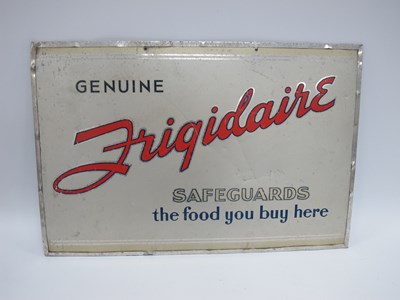 GENUINE
Frigidaire
SAFEGUARDS
the food you buy here